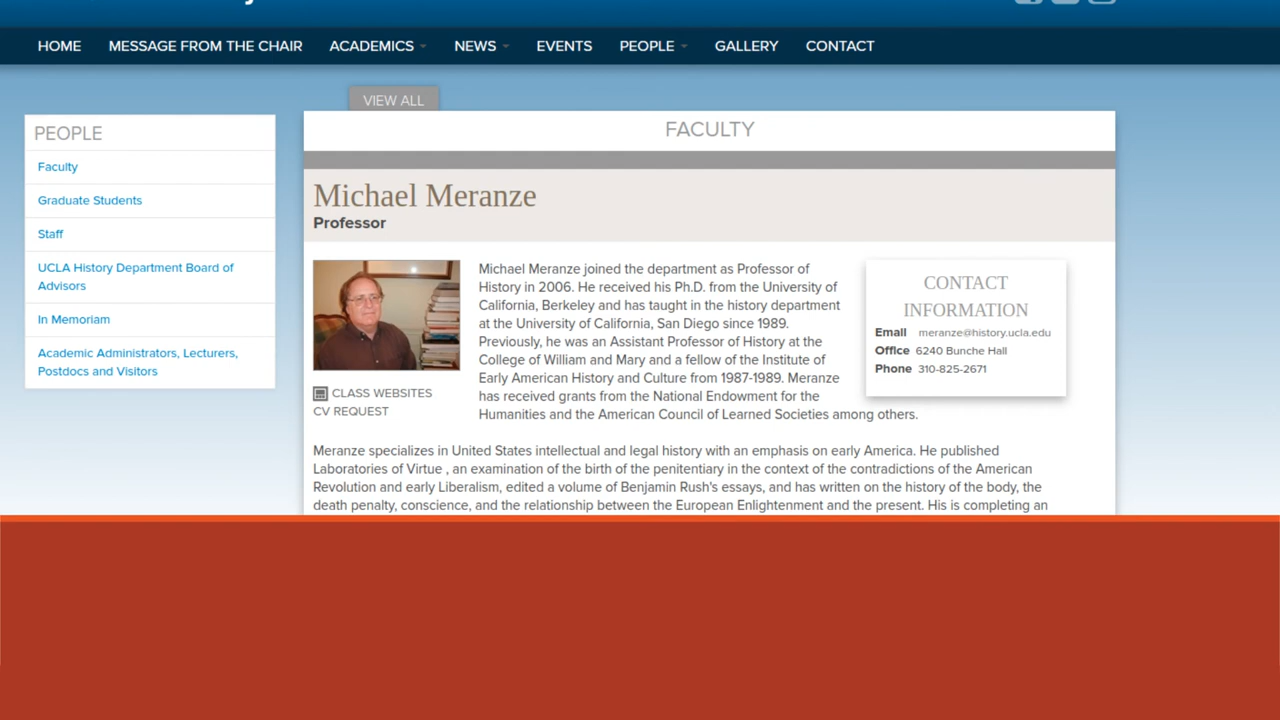 HOME MESSAGE FROM THE CHAIR ACADEMICS NEWS EVENTS PEOPLE GALLERY CONTACT
VIEW ALL
PEOPLE
Faculty
Graduate Students
Staff
UCLA History Department Board of
Advisors
In Memoriam
Academic Administrators, Lecturers,
Postdocs and Visitors
FACULTY
Michael Meranze
Professor
CLASS WEBSITES
CV REQUEST
Michael Meranze joined the department as Professor of
History in 2006. He received his Ph.D. from the University of
California, Berkeley and has taught in the history department
at the University of California, San Diego since 1989.
Previously, he was an Assistant Professor of History at the
College of William and Mary and a fellow of the Institute of
Early American History and Culture from 1987-1989. Meranze
has received grants from the National Endowment for the
Humanities and the American Council of Learned Societies among others.
CONTACT
INFORMATION
Email meranze@history.ucla.edu
Office 6240 Bunche Hall
Phone 310-825-2671
Meranze specializes in United States intellectual and legal history with an emphasis on early America. He published
Laboratories of Virtue , an examination of the birth of the penitentiary in the context of the contradictions of the American
Revolution and early Liberalism, edited a volume of Benjamin Rush's essays, and has written on the history of the body, the
death penalty, conscience, and the relationship between the European Enlightenment and the present. His is completing an